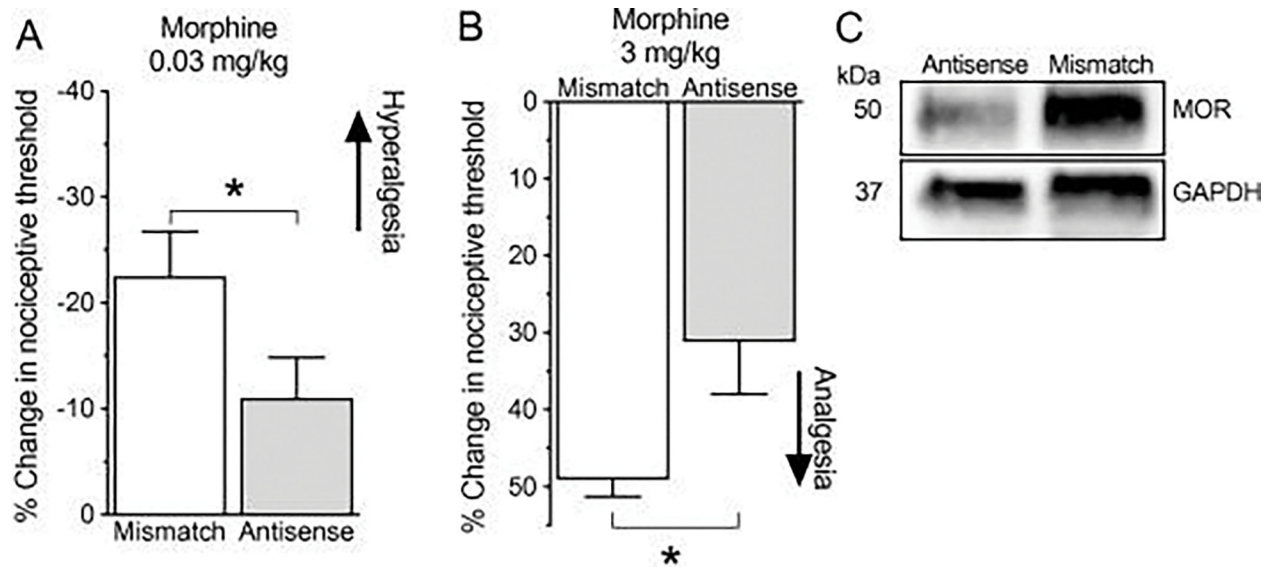 A
Morphine
0.03 mg/kg
% Change in nociceptive threshold
-40
-30
-20
-10
0
*
Hyperalgesia
Mismatch Antisense
B
Morphine
3 mg/kg
Mismatch Antisense
% Change in nociceptive threshold
0
10
20
30
40
50
Analgesia
*
C
kDa
Antisense Mismatch
50 MOR
37 GAPDH